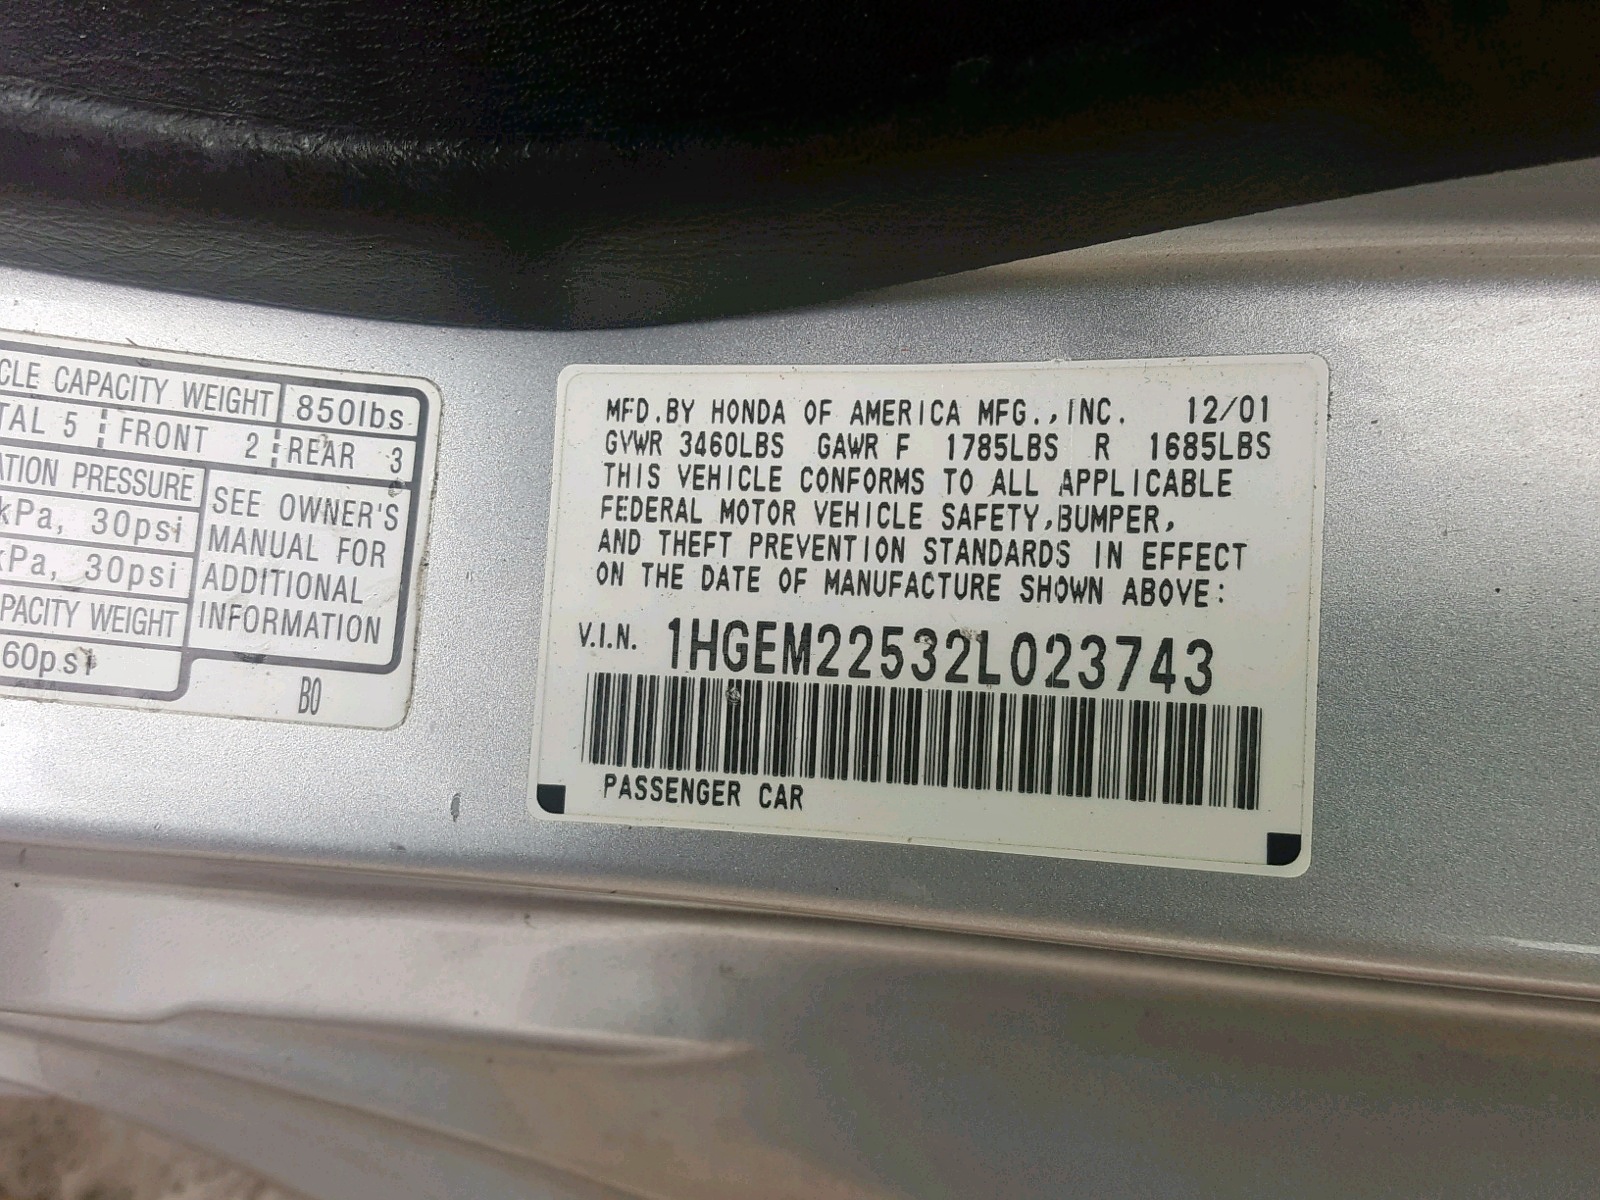 CLE CAPACITY WEIGHT 850lbs
TAL 5 FRONT 2 REAR 3
ATION PRESSURE
kPa, 30psi
kPa, 30psi
PACITY WEIGHT
60psi
SEE OWNER'S
MANUAL FOR
ADDITIONAL
INFORMATION
B0
MFD.BY HONDA OF AMERICA MFG.,INC. 12/01
GVWR 3460LBS GAWR F 1785LBS R 1685LBS
THIS VEHICLE CONFORMS TO ALL APPLICABLE
FEDERAL MOTOR VEHICLE SAFETY,BUMPER,
AND THEFT PREVENTION STANDARDS IN EFFECT
ON THE DATE OF MANUFACTURE SHOWN ABOVE:
V.I.N. 1HGEM22532L023743
PASSENGER CAR